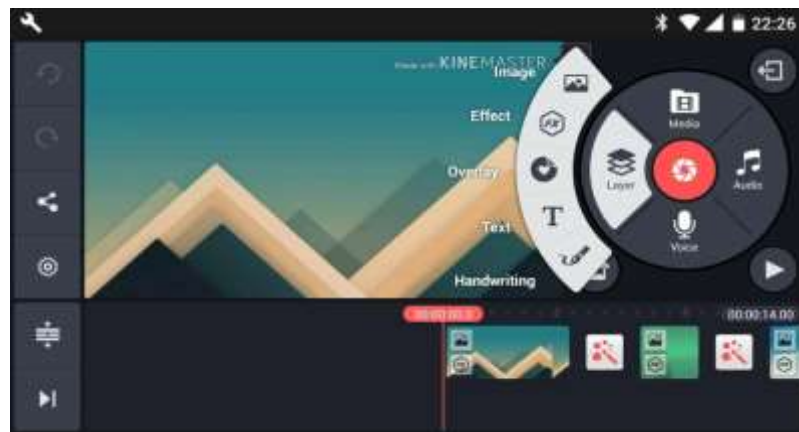 22:26
Made with KINEMASTER
Image
Effect
Overlay
Text
Handwriting
Media
Layer
Audio
Voice
T
00:00:14.00